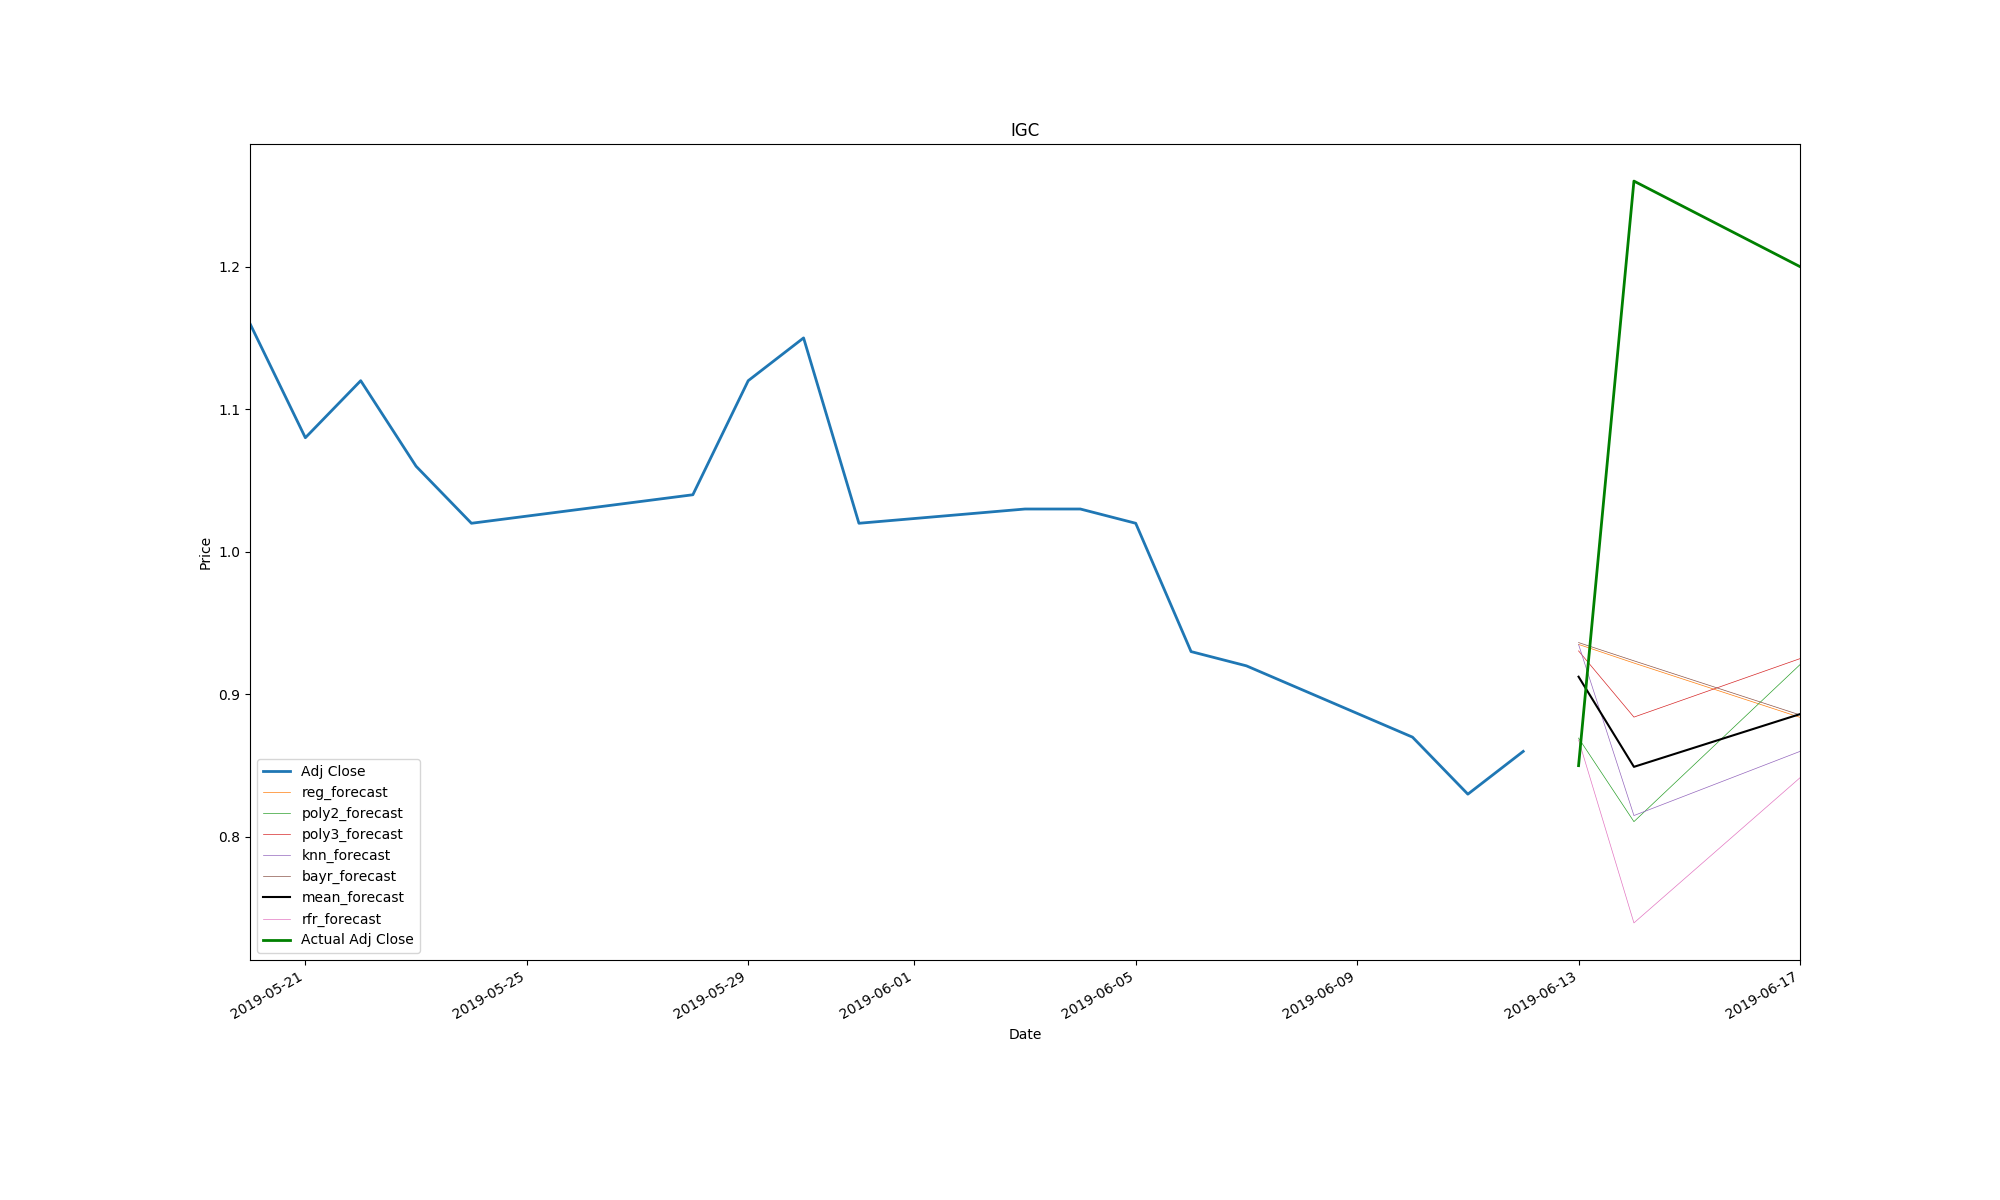 IGC
Price
1.2
1.1
1.0
0.9
0.8
Adj Close
reg_forecast
poly2_forecast
poly3_forecast
knn_forecast
bayr_forecast
mean_forecast
rfr_forecast
Actual Adj Close
2019-05-21
2019-05-25
2019-05-29
2019-06-01
2019-06-05
2019-06-09
2019-06-13
2019-06-17
Date